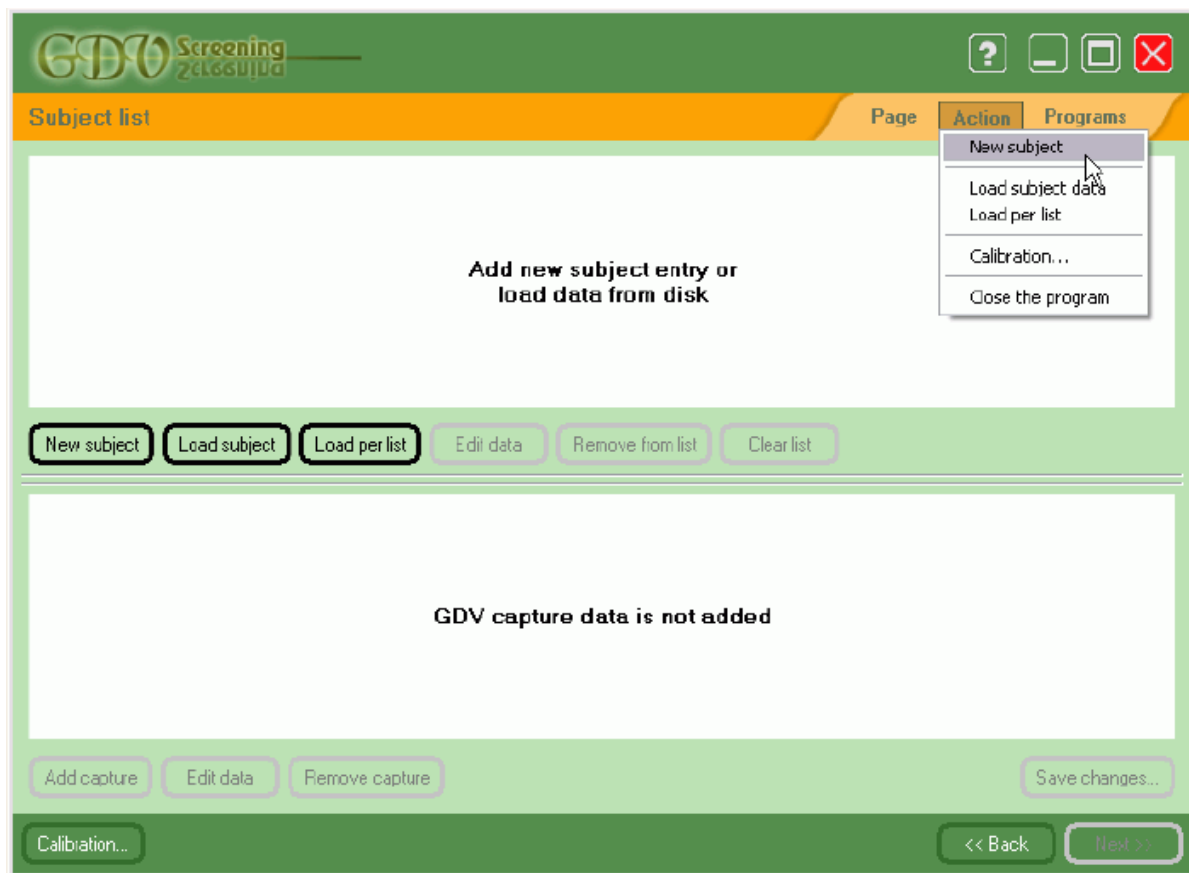 GDV Screening
?
Subject list
Page Action Programs
New subject
Load subject data
Load per list
Calibration...
Close the program
Add new subject entry or
load data from disk
New subject Load subject Load per list Edit data Remove from list Clear list
GDV capture data is not added
Add capture Edit data Remove capture Save changes...
Calibration... << Back Next >>